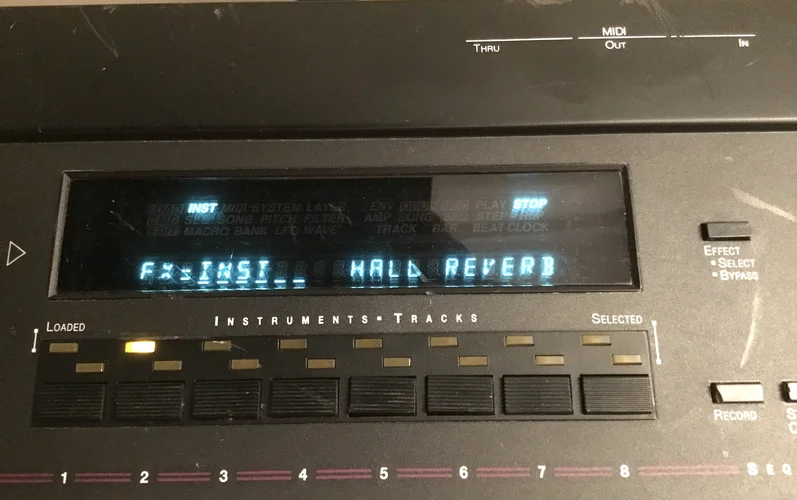 MIDI
THRU OUT IN
INST MIDI SYSTEM LAYER ENV PLAY STOP
SONG PITCH FILTER AMP SONG SEQ STEP
MACRO BANK LFO WAVE TRACK BAR BEAT CLOCK
FX=INST HALL REVERB
EFFECT
• SELECT
• BYPASS
INSTRUMENTS • TRACKS
LOADED SELECTED
RECORD
1 2 3 4 5 6 7 8